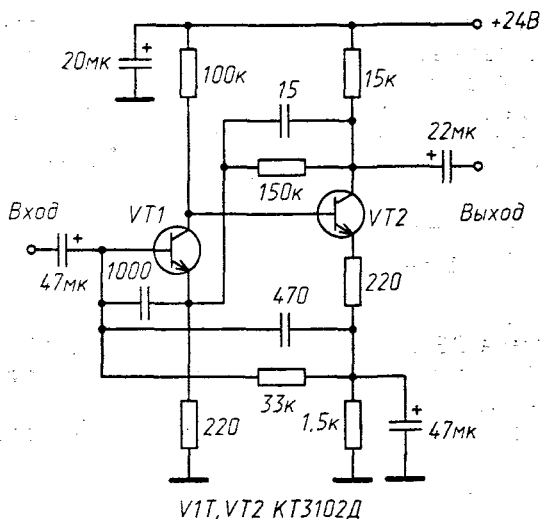 +24В
20мк
100к
15
15к
22мк
150к
Вход
VT1
VT2
Выход
47мк
1000
220
470
33к
220
1,5к
47мк
V1T, VT2 КТ3102Д